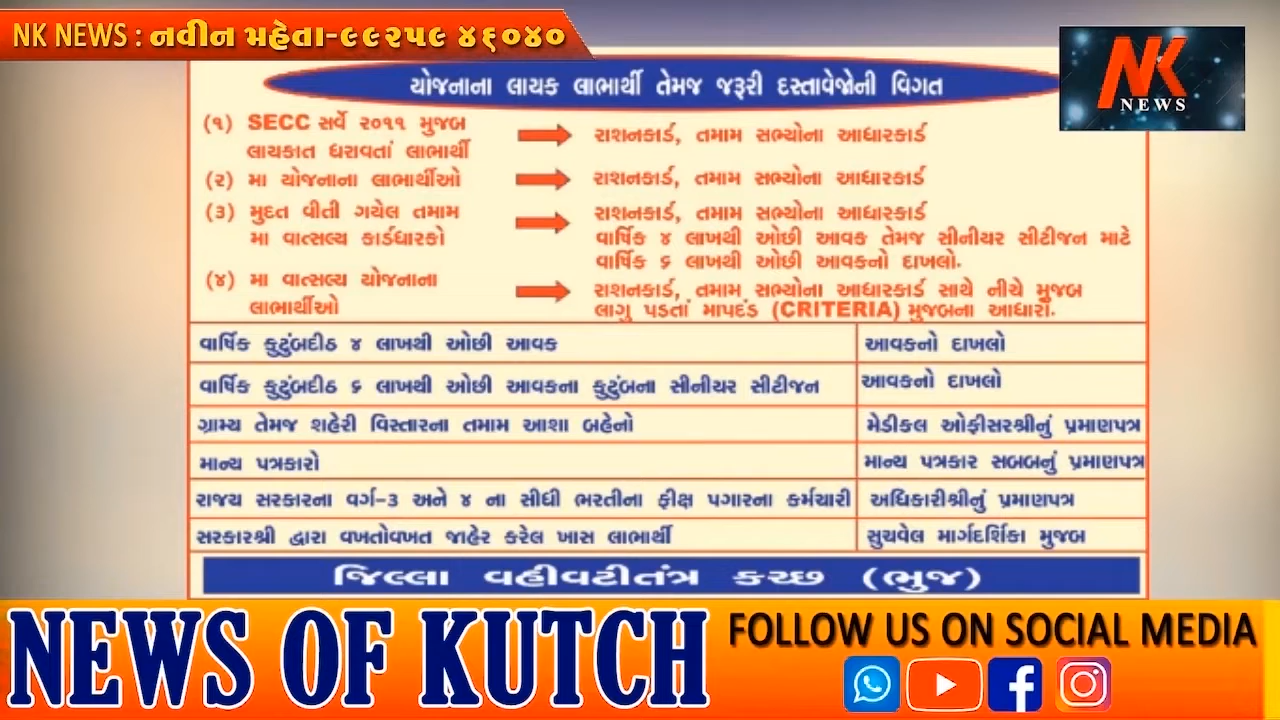 NK NEWS : નવીન મહેતા-૯૯૨૫૯ ૪૬૦૪૦
NK
NEWS
યોજનાના લાયક લાભાર્થી તેમજ જરૂરી દસ્તાવેજોની વિગત
(૧) SECC સર્વે ૨૦૧૧ મુજબ
લાયકાત ધરાવતાં લાભાર્થી
રાશનકાર્ડ, તમામ સભ્યોના આધારકાર્ડ
(૨) મા યોજનાના લાભાર્થીઓ
રાશનકાર્ડ, તમામ સભ્યોના આધારકાર્ડ
(૩) મુદત વીતી ગયેલ તમામ
મા વાત્સલ્ય કાર્ડધારકો
રાશનકાર્ડ, તમામ સભ્યોના આધારકાર્ડ
વાર્ષિક ૪ લાખથી ઓછી આવક તેમજ સીનીયર સીટીજન માટે
વાર્ષિક ૬ લાખથી ઓછી આવકનો દાખલો.
(૪) મા વાત્સલ્ય યોજનાના
લાભાર્થીઓ
રાશનકાર્ડ, તમામ સભ્યોના આધારકાર્ડ સાથે નીચે મુજબ
લાગુ પડતાં માપદંડ (CRITERIA) મુજબના આધારો.
વાર્ષિક કુટુંબદીઠ ૪ લાખથી ઓછી આવક
આવકનો દાખલો
વાર્ષિક કુટુંબદીઠ ૬ લાખથી ઓછી આવકના કુટુંબના સીનીયર સીટીજન
આવકનો દાખલો
ગ્રામ્ય તેમજ શહેરી વિસ્તારના તમામ આશા બહેનો
મેડીકલ ઓફીસરશ્રીનું પ્રમાણપત્ર
માન્ય પત્રકારો
માન્ય પત્રકાર સબબનું પ્રમાણપત્ર
રાજય સરકારના વર્ગ-૩ અને ૪ ના સીધી ભરતીના ફીક્ષ પગારના કર્મચારી
અધિકારીશ્રીનું પ્રમાણપત્ર
સરકારશ્રી દ્વારા વખતોવખત જાહેર કરેલ ખાસ લાભાર્થી
સુચવેલ માર્ગદર્શિકા મુજબ
જિલ્લા વહીવટીતંત્ર કચ્છ (ભુજ)
NEWS OF KUTCH
FOLLOW US ON SOCIAL MEDIA